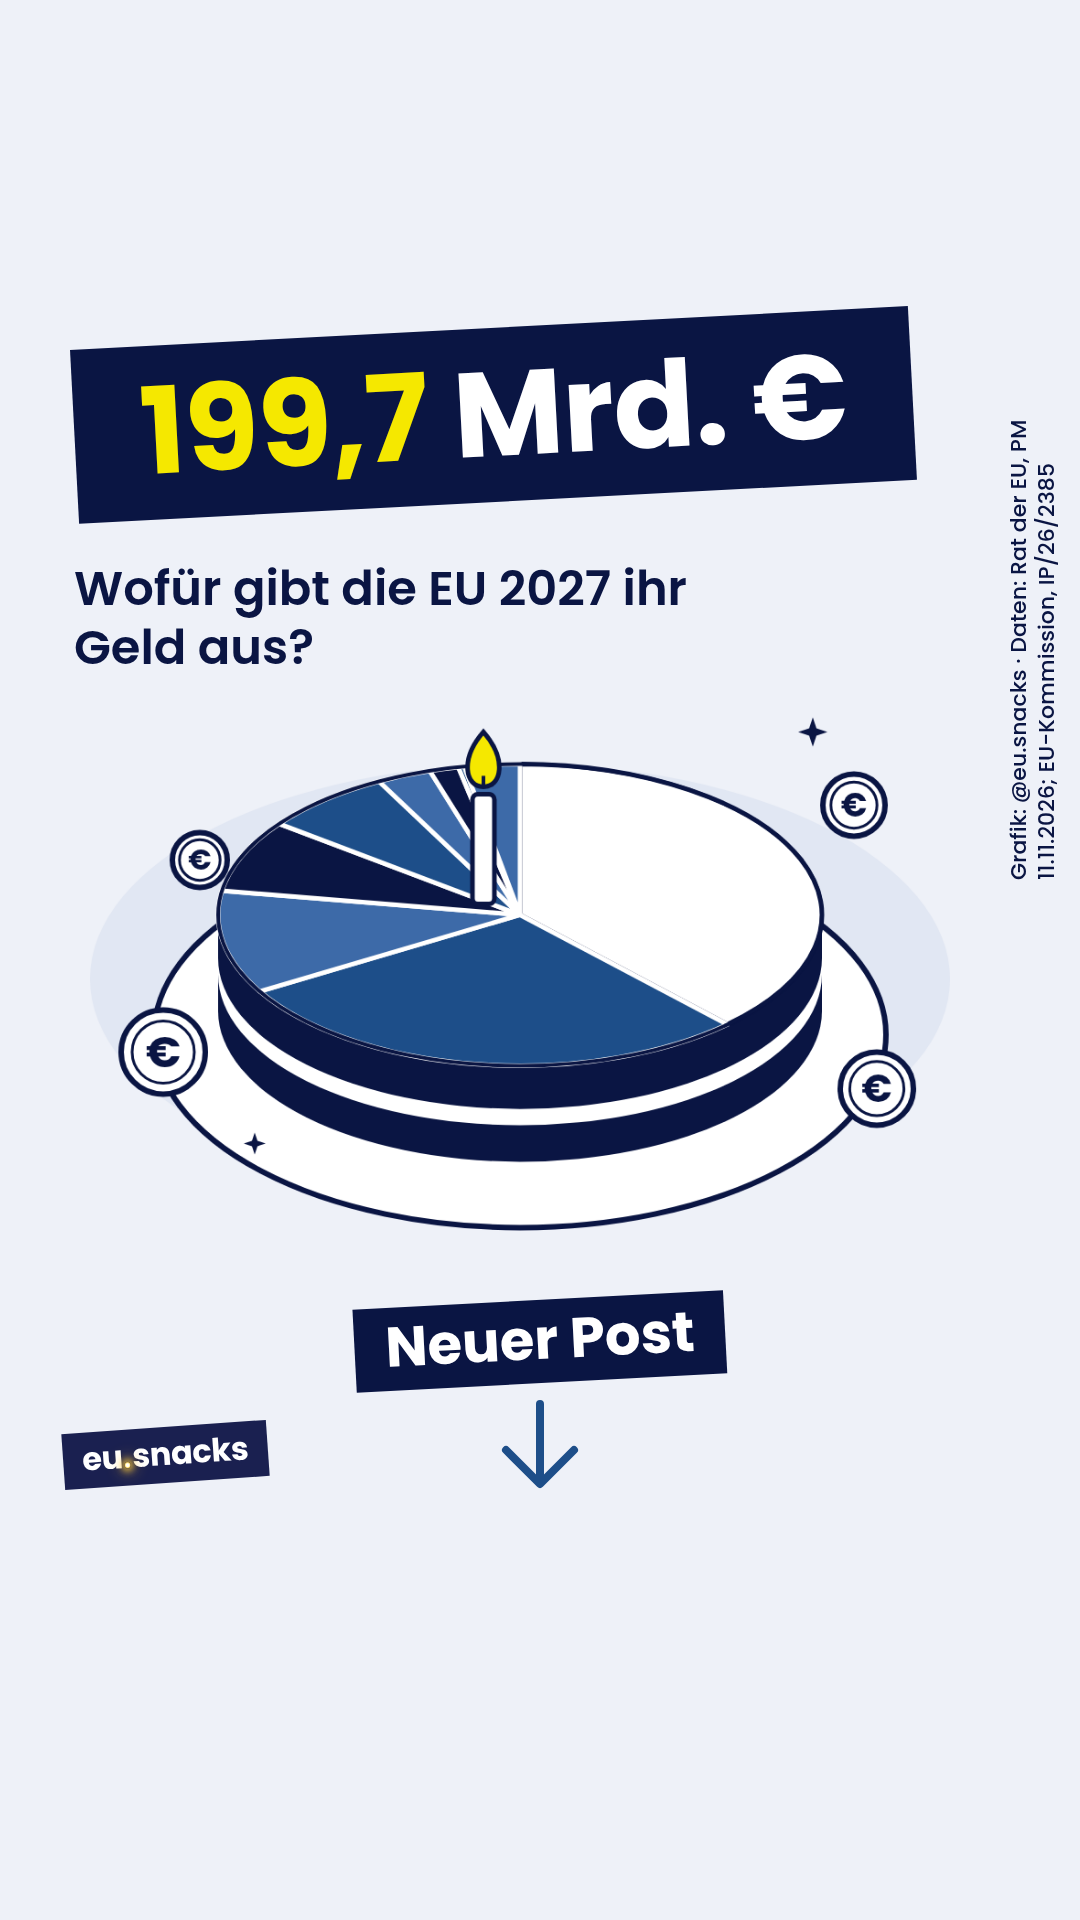 199,7 Mrd. €
Wofür gibt die EU 2027 ihr
Geld aus?
Grafik: @eu.snacks · Daten: Rat der EU, PM
11.11.2026; EU-Kommission, IP/26/2385
€
€
€
€
Neuer Post
eu.snacks